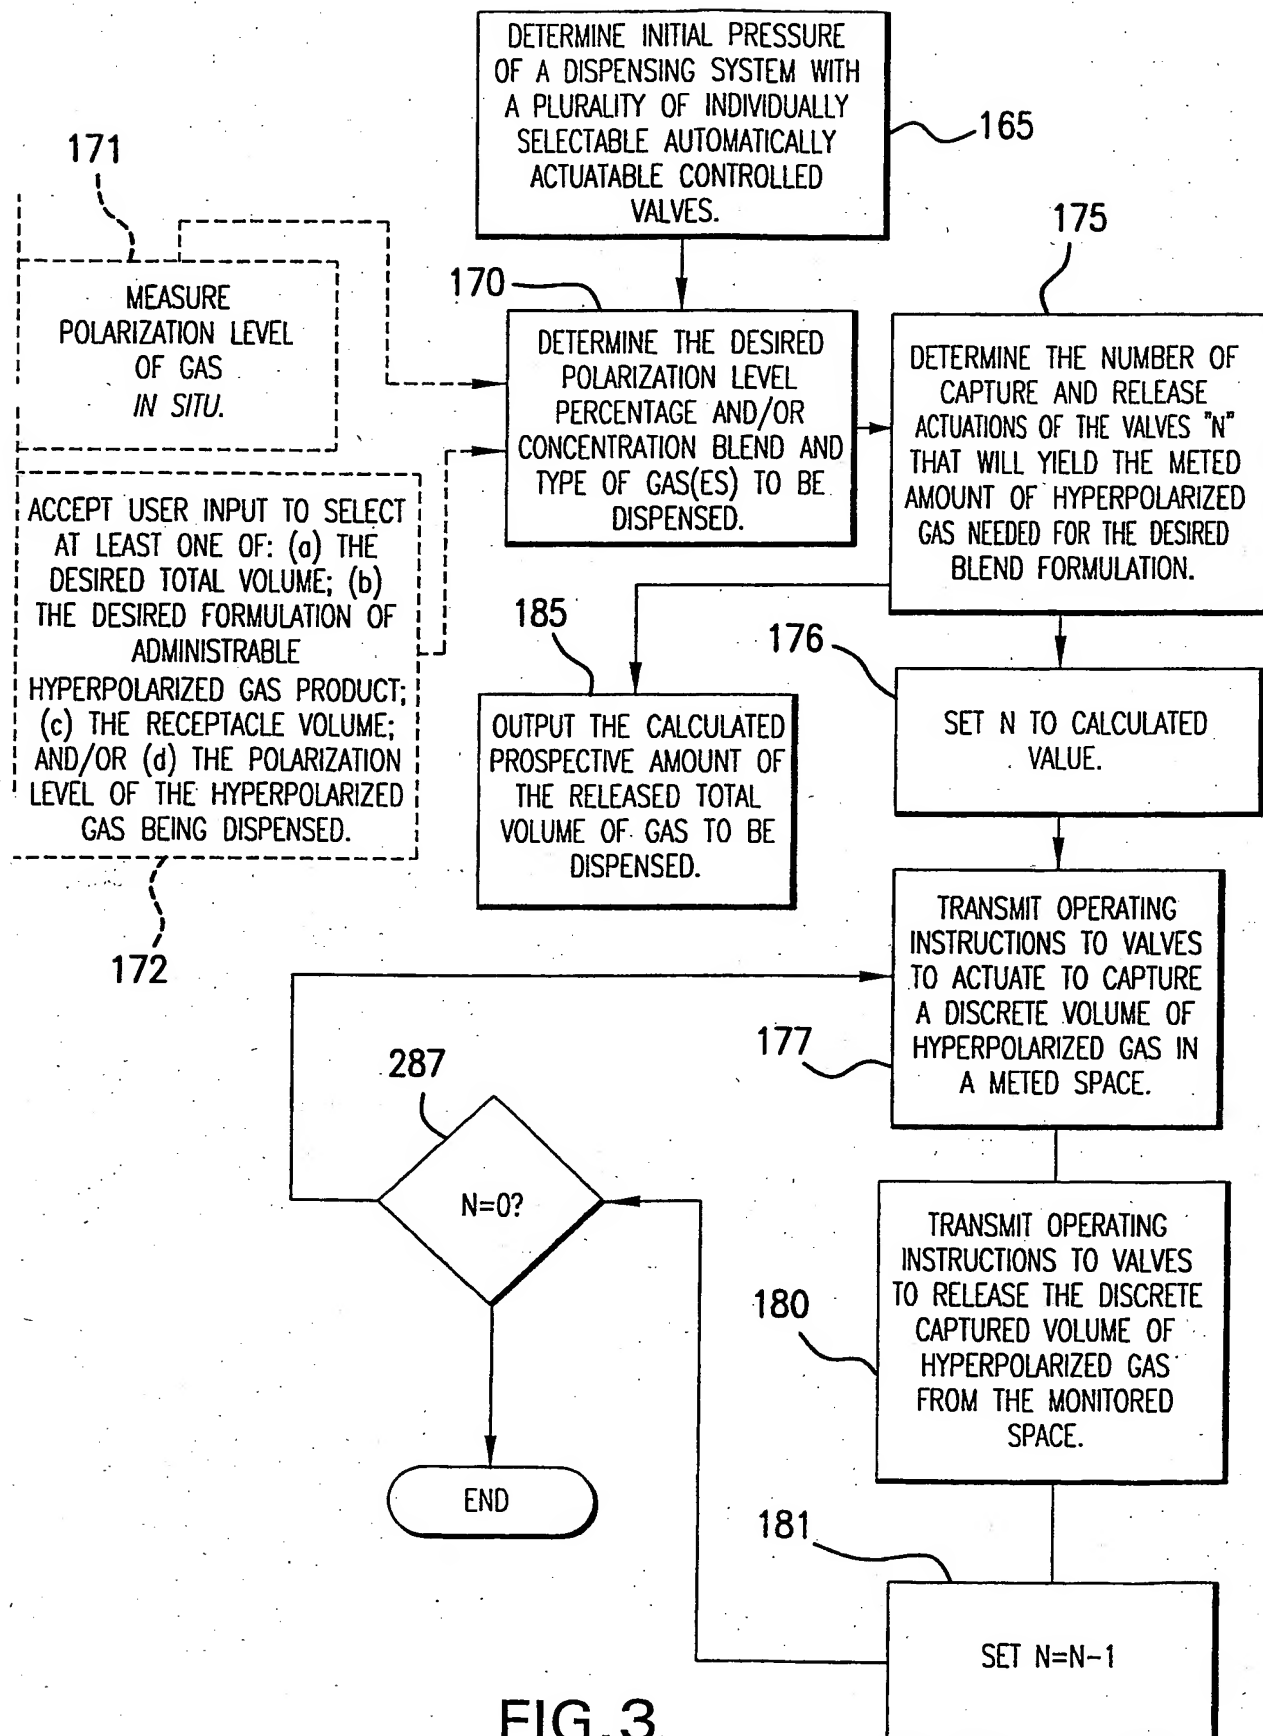 DETERMINE INITIAL PRESSURE
OF A DISPENSING SYSTEM WITH
A PLURALITY OF INDIVIDUALLY
SELECTABLE AUTOMATICALLY
ACTUATABLE CONTROLLED
VALVES.
165
171
MEASURE
POLARIZATION LEVEL
OF GAS
IN SITU.
170
DETERMINE THE DESIRED
POLARIZATION LEVEL
PERCENTAGE AND/OR
CONCENTRATION BLEND AND
TYPE OF GAS(ES) TO BE
DISPENSED.
175
DETERMINE THE NUMBER OF
CAPTURE AND RELEASE
ACTUATIONS OF THE VALVES "N"
THAT WILL YIELD THE METED
AMOUNT OF HYPERPOLARIZED
GAS NEEDED FOR THE DESIRED
BLEND FORMULATION.
ACCEPT USER INPUT TO SELECT
AT LEAST ONE OF: (a) THE
DESIRED TOTAL VOLUME; (b)
THE DESIRED FORMULATION OF
ADMINISTRABLE
HYPERPOLARIZED GAS PRODUCT;
(c) THE RECEPTACLE VOLUME;
AND/OR (d) THE POLARIZATION
LEVEL OF THE HYPERPOLARIZED
GAS BEING DISPENSED.
172
185
OUTPUT THE CALCULATED
PROSPECTIVE AMOUNT OF
THE RELEASED TOTAL
VOLUME OF GAS TO BE
DISPENSED.
176
SET N TO CALCULATED
VALUE.
177
TRANSMIT OPERATING
INSTRUCTIONS TO VALVES
TO ACTUATE TO CAPTURE
A DISCRETE VOLUME OF
HYPERPOLARIZED GAS IN
A METED SPACE.
287
N=0?
END
180
TRANSMIT OPERATING
INSTRUCTIONS TO VALVES
TO RELEASE THE DISCRETE
CAPTURED VOLUME OF
HYPERPOLARIZED GAS
FROM THE MONITORED
SPACE.
181
SET N=N-1
FIG.3